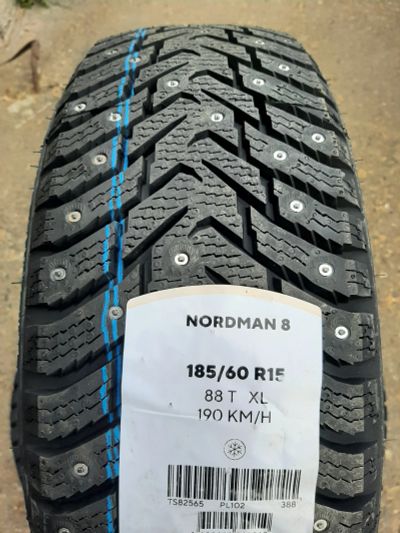 NORDMAN 8
185/60 R15
88 T XL
190 KM/H
TS82565 PL102 388